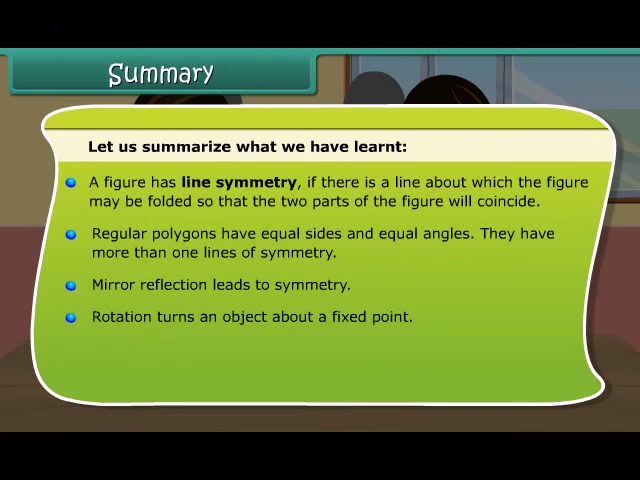 Summary
Let us summarize what we have learnt:
A figure has line symmetry, if there is a line about which the figure
may be folded so that the two parts of the figure will coincide.
Regular polygons have equal sides and equal angles. They have
more than one lines of symmetry.
Mirror reflection leads to symmetry.
Rotation turns an object about a fixed point.